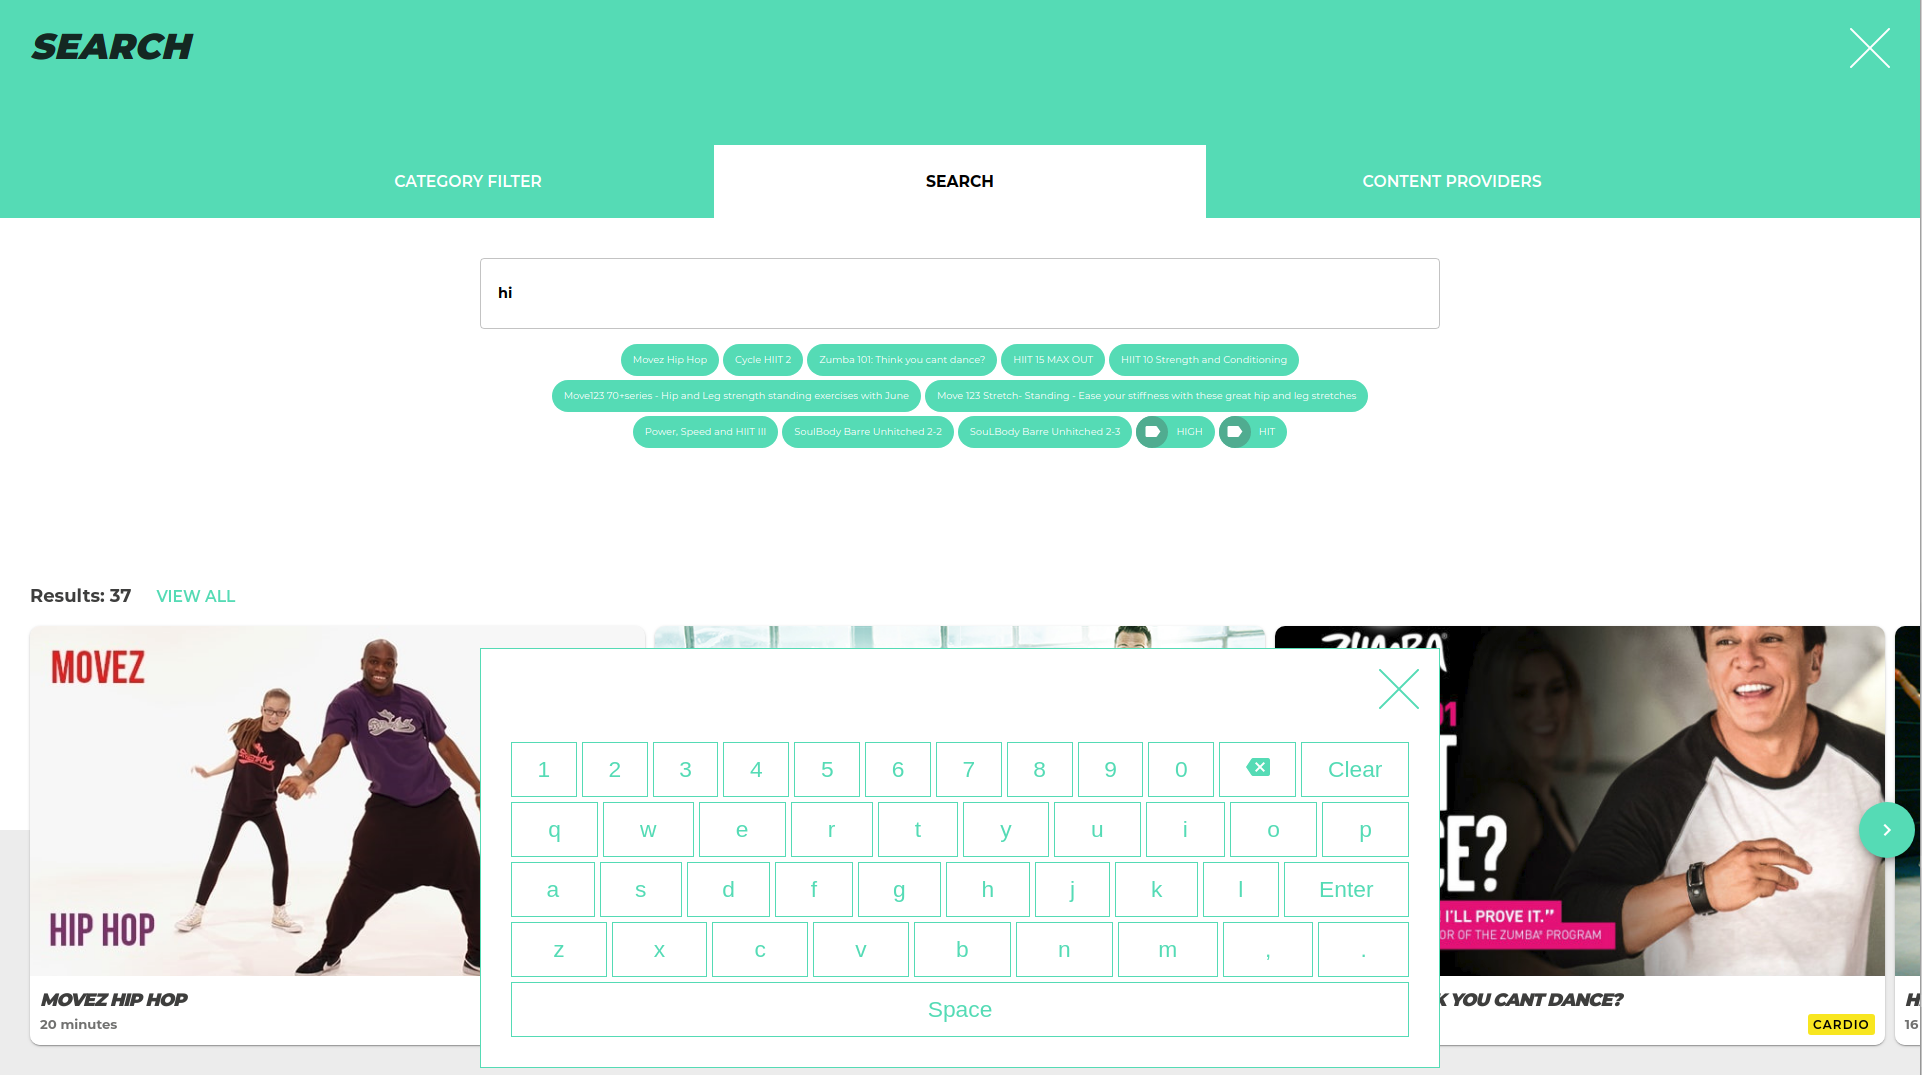 SEARCH
CATEGORY FILTER
SEARCH
CONTENT PROVIDERS
hi
Movez Hip Hop
Cycle HIIT 2
Zumba 101: Think you cant dance?
HIIT 15 MAX OUT
HIIT 10 Strength and Conditioning
Move123 70+series - Hip and Leg strength standing exercises with June
Move 123 Stretch- Standing - Ease your stiffness with these great hip and leg stretches
Power, Speed and HIIT III
SoulBody Barre Unhitched 2-2
SouLBody Barre Unhitched 2-3
HIGH
HIT
Results: 37
VIEW ALL
MOVEZ
HIP HOP
MOVEZ HIP HOP
20 minutes
1 2 3 4 5 6 7 8 9 0 Clear
q w e r t y u i o p
a s d f g h j k l Enter
z x c v b n m , .
Space
ZUMBA
I'LL PROVE IT."
OR OF THE ZUMBA® PROGRAM
K YOU CANT DANCE?
CARDIO
H
16